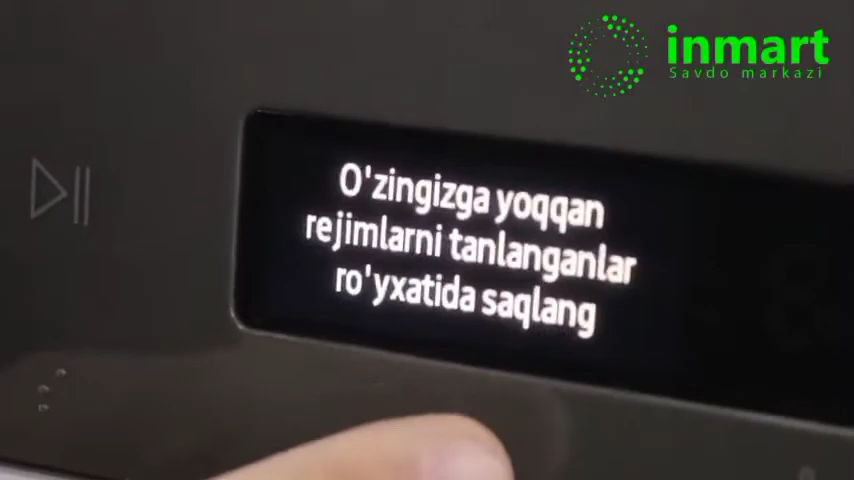 inmart
Savdo markazi
O'zingizga yoqqan
rejimlarni tanlanganlar
ro'yxatida saqlang